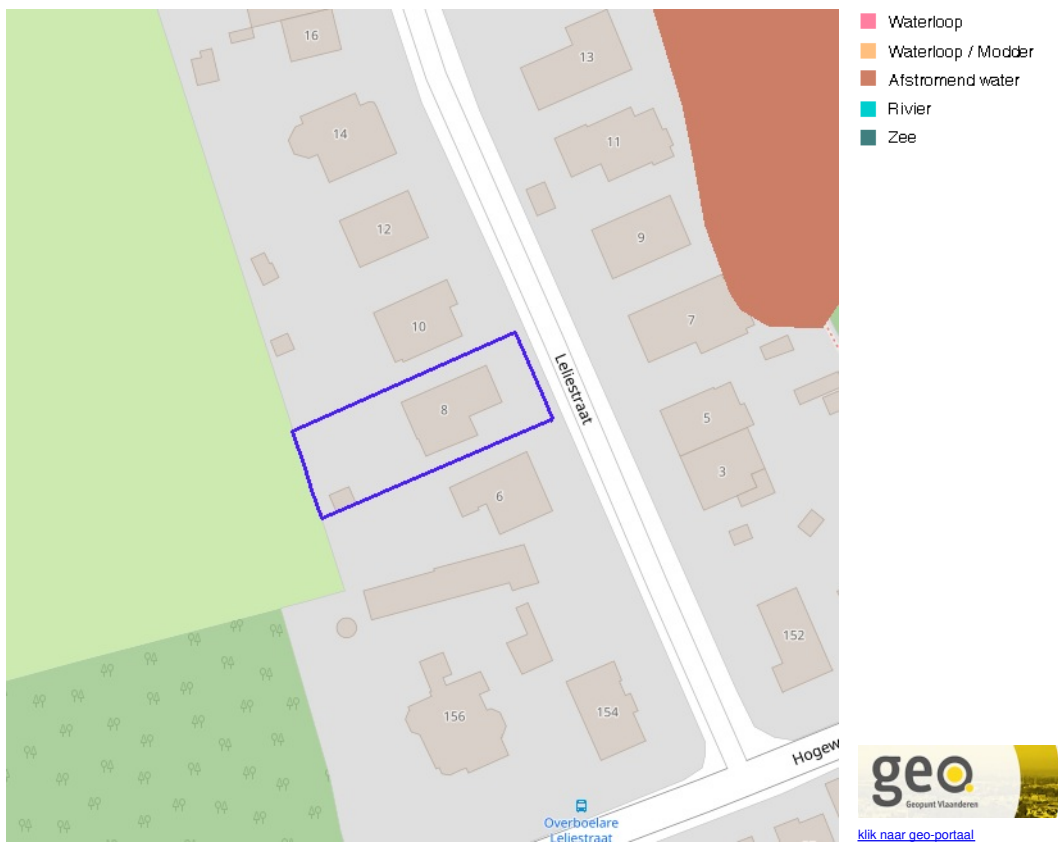 16
13
14
11
12
9
10
7
8
5
3
6
Leliestraat
152
154
156
Hogew
Overboelare
Leliestraat
Waterloop
Waterloop / Modder
Afstromend water
Rivier
Zee
geo
Geopunt Vlaanderen
klik naar geo-portaal